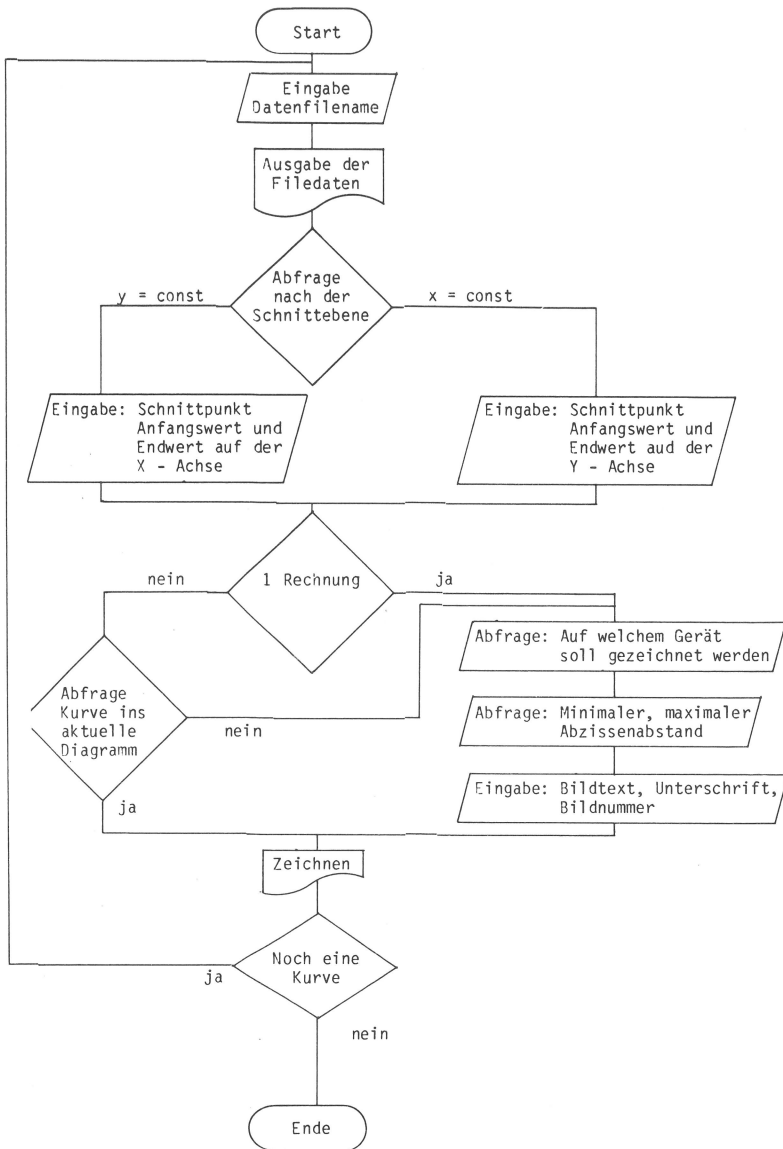 Start
Eingabe
Datenfilename
Ausgabe der
Filedaten
Abfrage
nach der
Schnittebene
y = const
x = const
Eingabe: Schnittpunkt
Anfangswert und
Endwert auf der
X - Achse
Eingabe: Schnittpunkt
Anfangswert und
Endwert aud der
Y - Achse
1 Rechnung
nein
ja
Abfrage: Auf welchem Gerät
soll gezeichnet werden
Abfrage
Kurve ins
aktuelle
Diagramm
nein
ja
Abfrage: Minimaler, maximaler
Abzissenabstand
Eingabe: Bildtext, Unterschrift,
Bildnummer
Zeichnen
Noch eine
Kurve
ja
nein
Ende